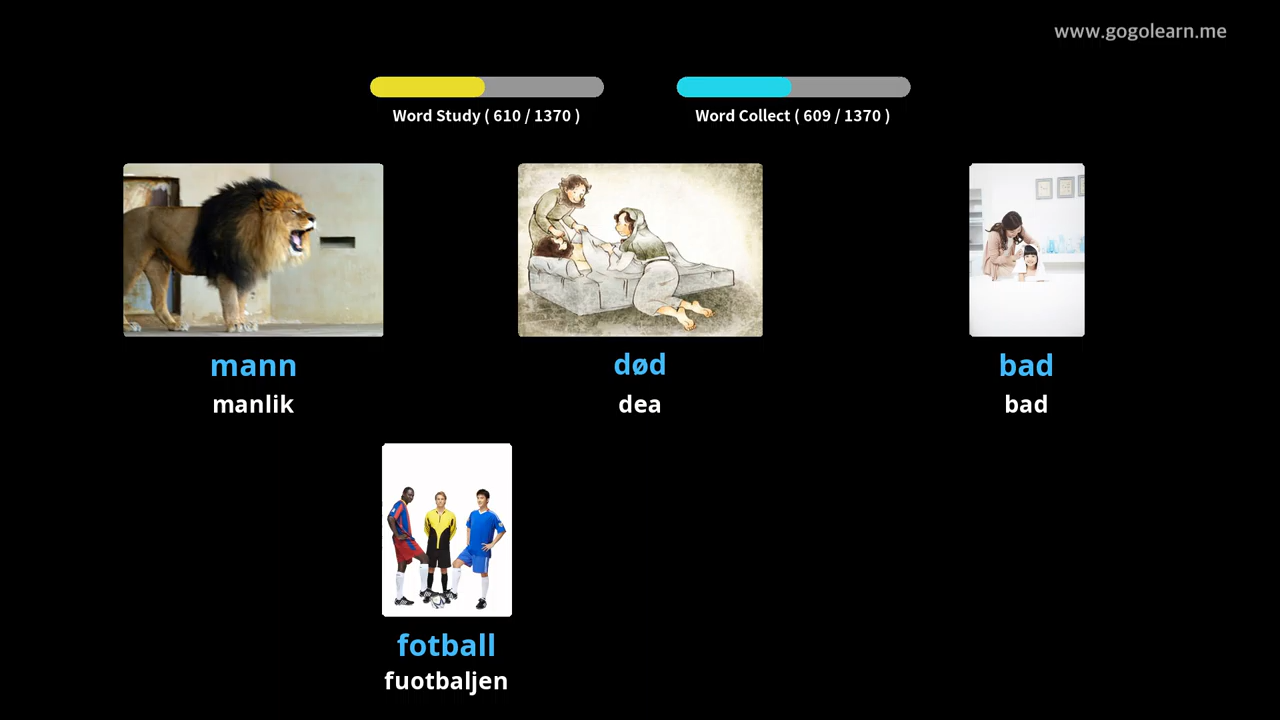 www.gogolearn.me
Word Study ( 610 / 1370 )
Word Collect ( 609 / 1370 )
mann
manlik
død
dea
bad
bad
fotball
fuotbaljen